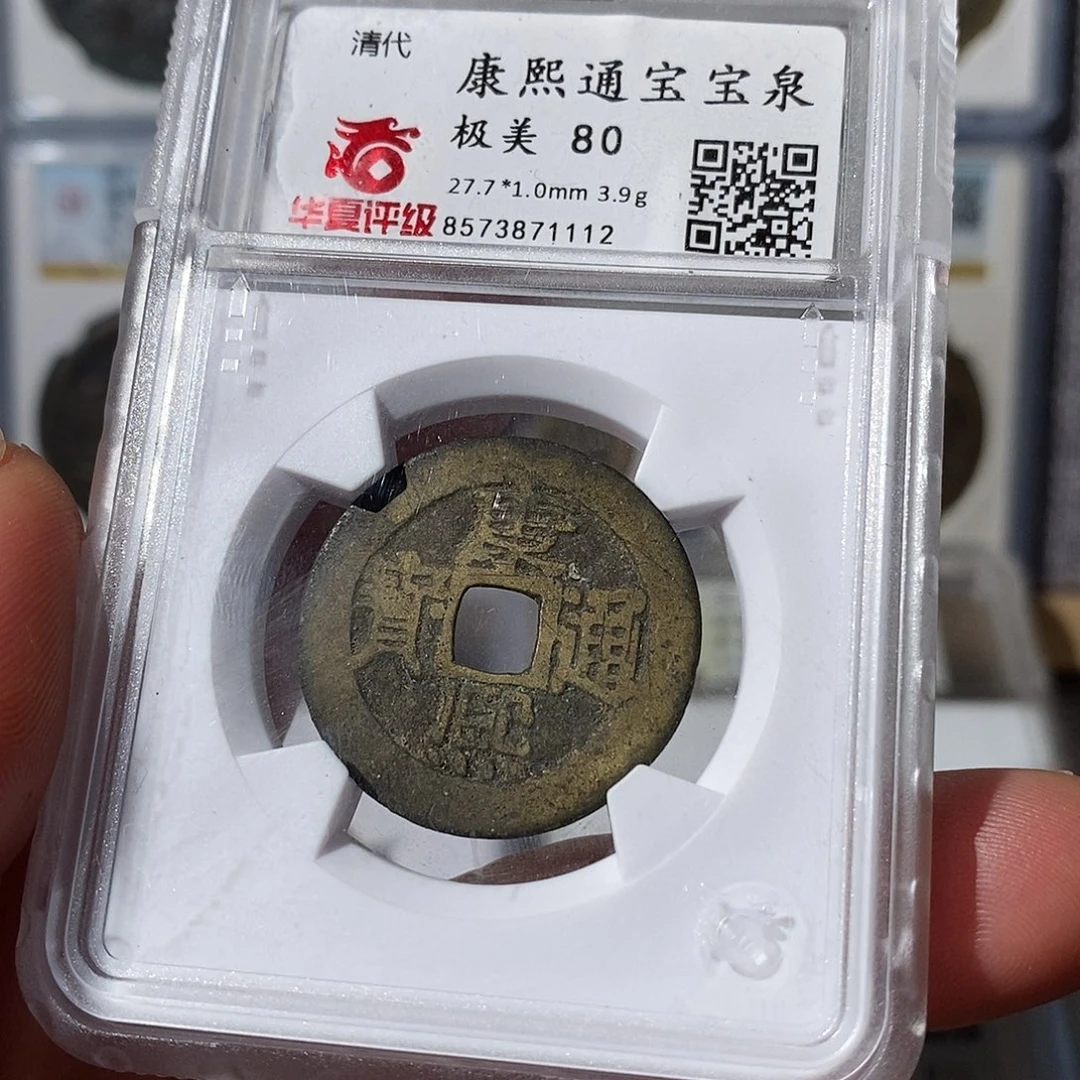 清代
康熙通宝宝泉
极美 80
27.7*1.0mm 3.9g
华夏评级
8573871112
康熙通寶